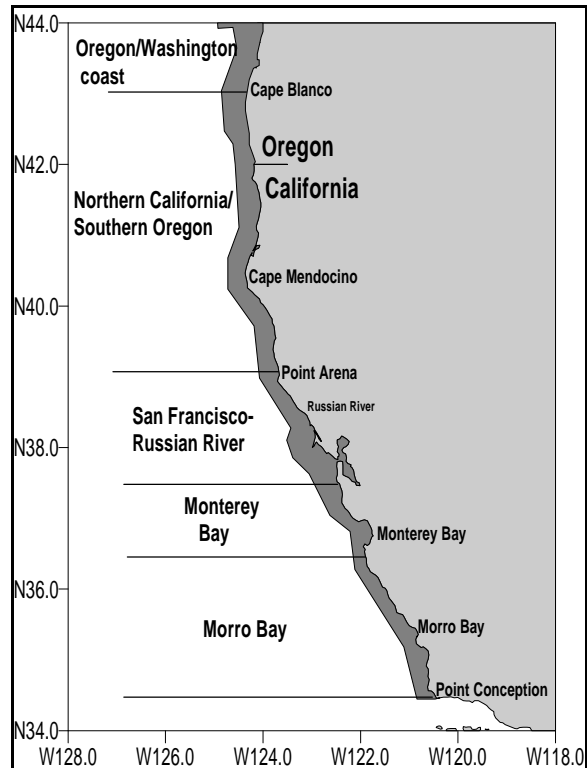 N44.0
Oregon/Washington
coast
Cape Blanco
Oregon
N42.0
California
Northern California/
Southern Oregon
Cape Mendocino
N40.0
Point Arena
Russian River
San Francisco-
Russian River
N38.0
Monterey
Bay
Monterey Bay
N36.0
Morro Bay
Morro Bay
Point Conception
N34.0
W128.0 W126.0 W124.0 W122.0 W120.0 W118.0